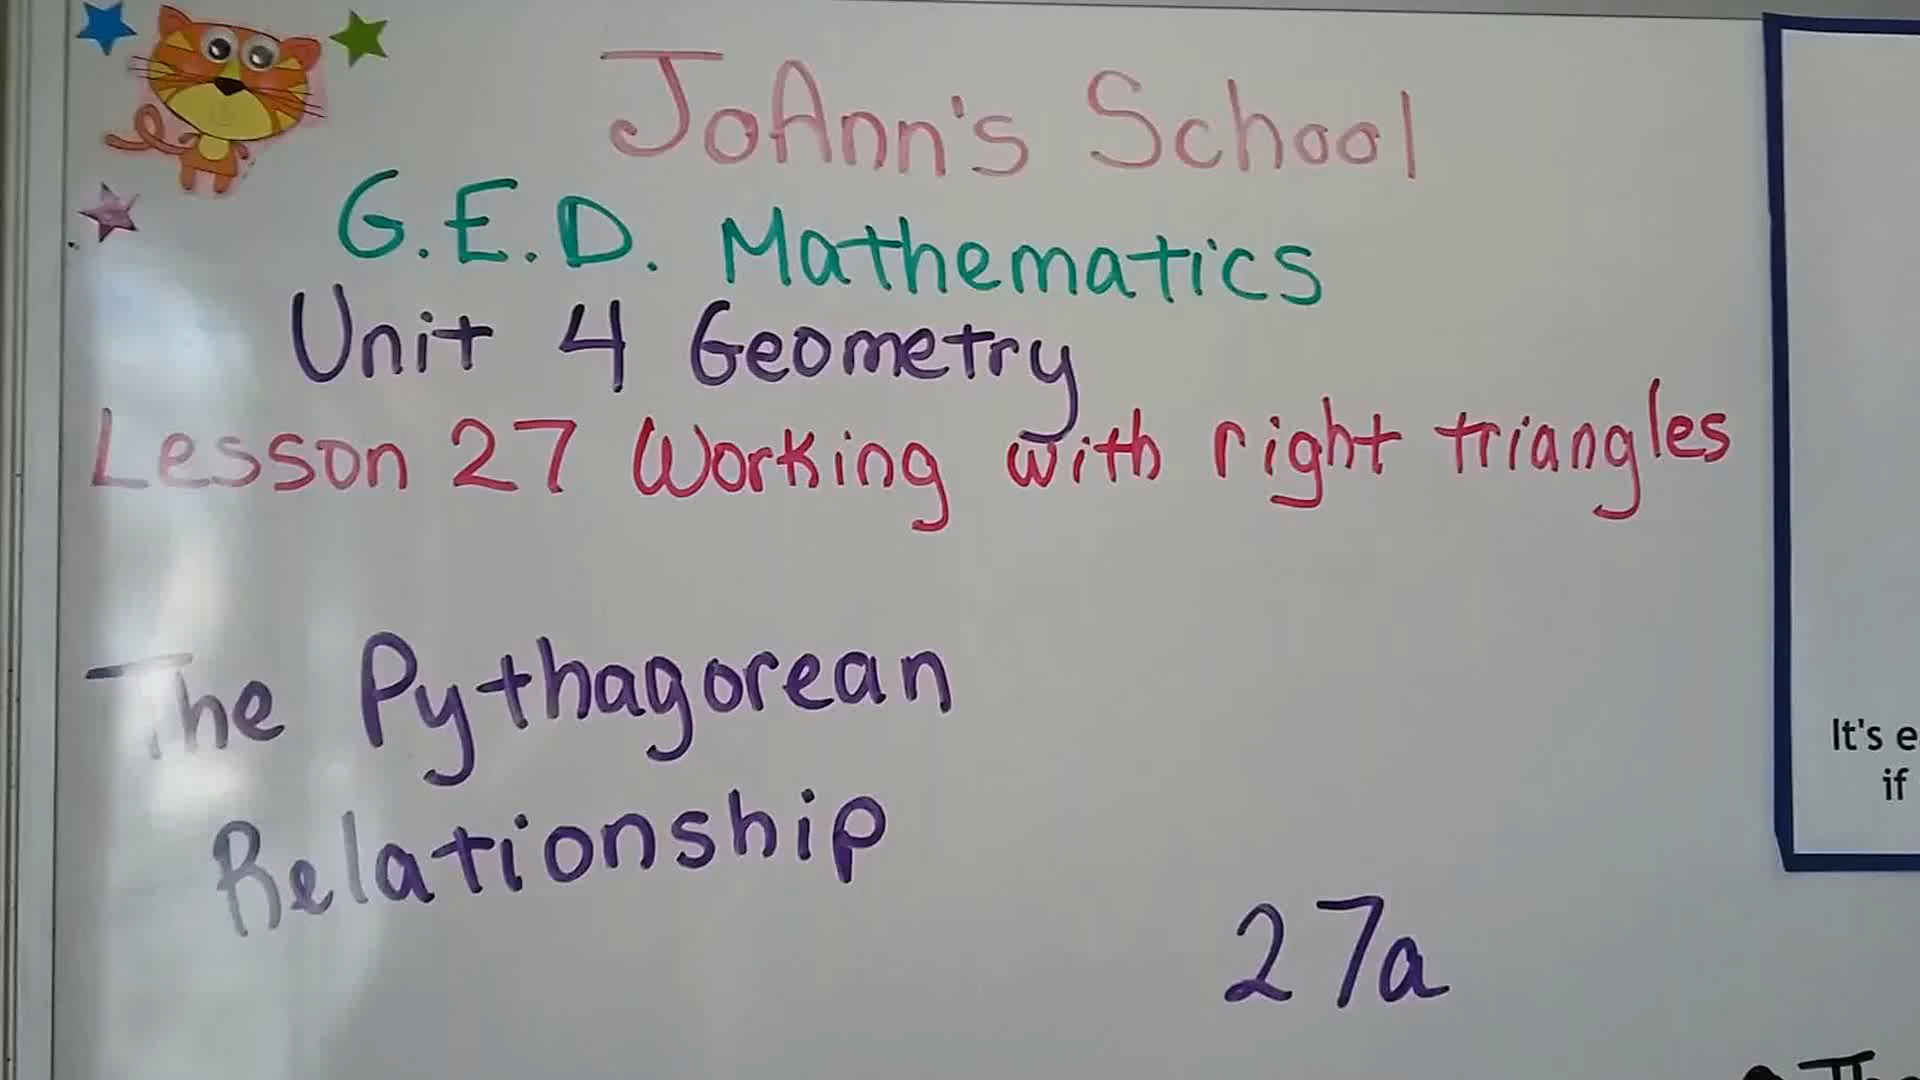 JoAnn's School
G.E.D. Mathematics
Unit 4 Geometry
Lesson 27 Working with right triangles
The Pythagorean
Relationship
27a
It's
if